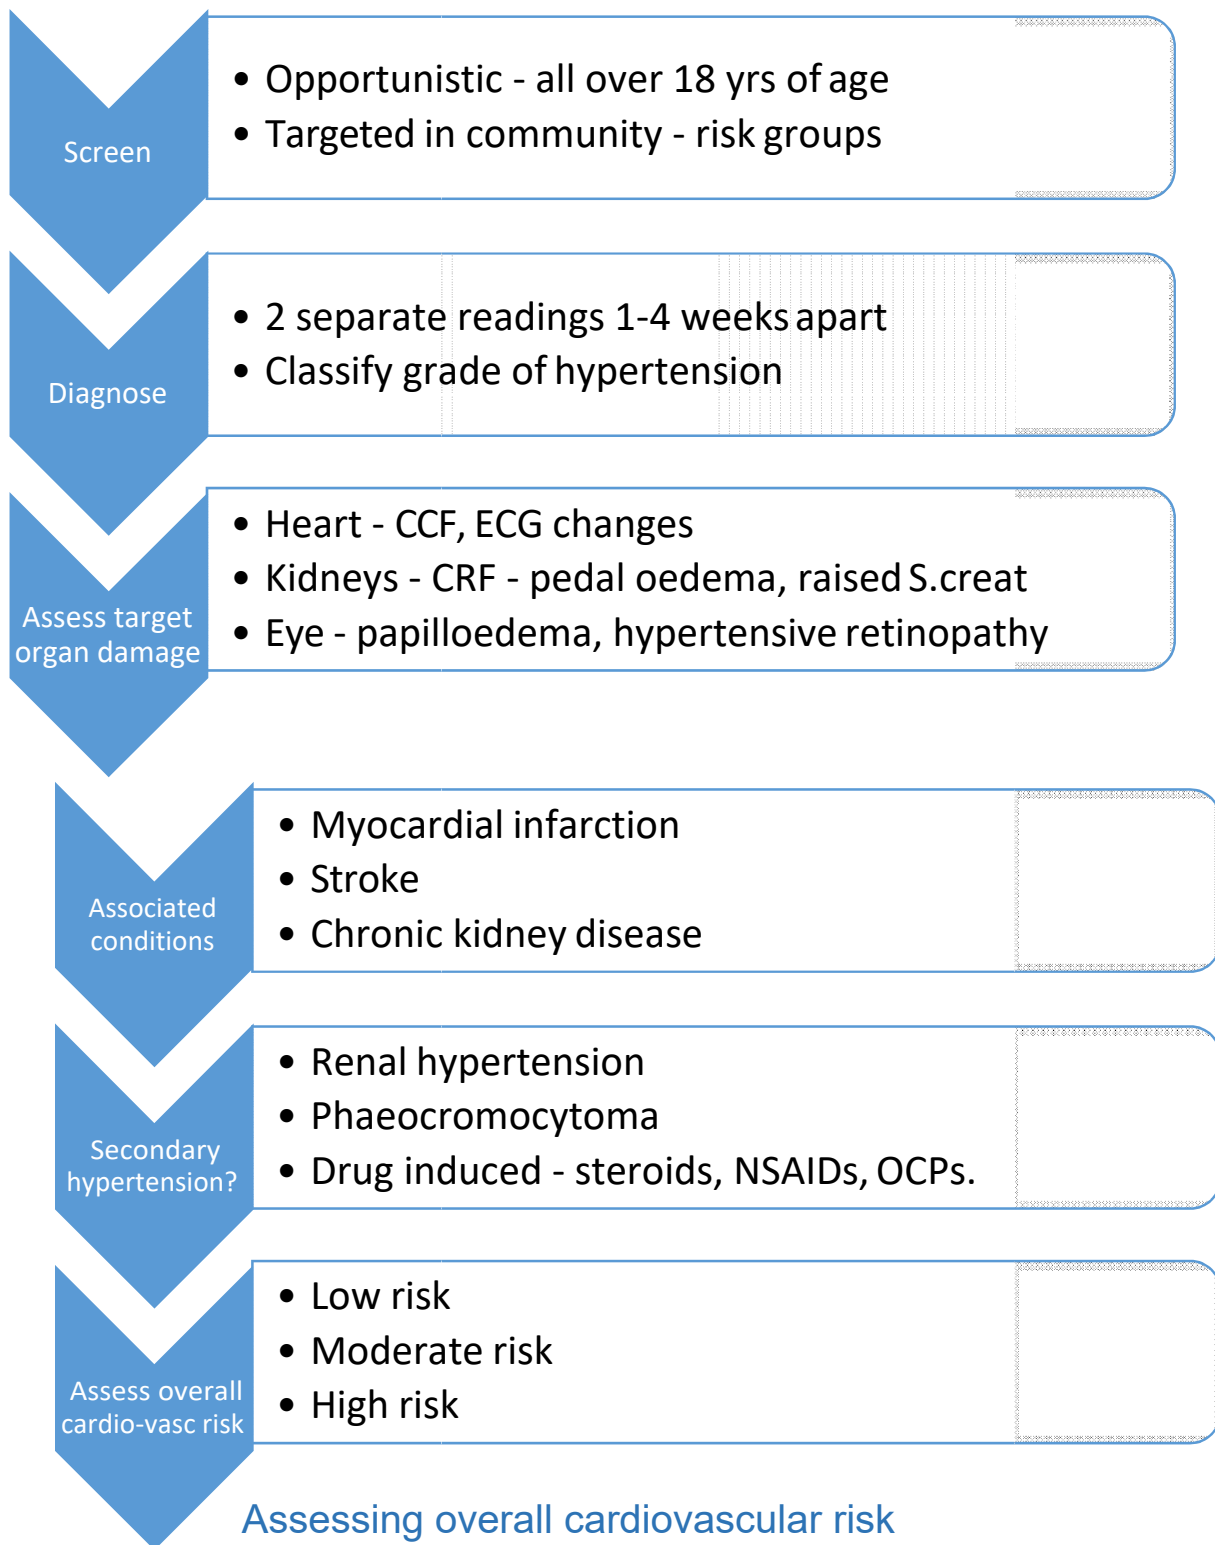 Screen
• Opportunistic - all over 18 yrs of age
• Targeted in community - risk groups
Diagnose
• 2 separate readings 1-4 weeks apart
• Classify grade of hypertension
Assess target
organ damage
• Heart - CCF, ECG changes
• Kidneys - CRF - pedal oedema, raised S.creat
• Eye - papilloedema, hypertensive retinopathy
Associated
conditions
• Myocardial infarction
• Stroke
• Chronic kidney disease
Secondary
hypertension?
• Renal hypertension
• Phaeocromocytoma
• Drug induced - steroids, NSAIDs, OCPs.
Assess overall
cardio-vasc risk
• Low risk
• Moderate risk
• High risk
Assessing overall cardiovascular risk